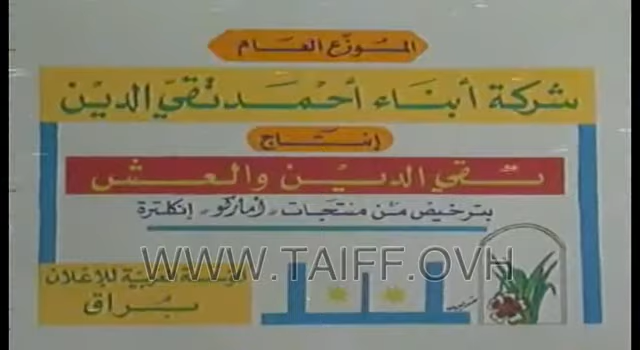 الموزّع العام
شركة أبناء أحمد تقيّ الدين
إنتاج
تقي الدين والعش
بترخيص من منتجات "أماركو" إنكلترة
WWW.TAIFF.OVH
المؤسسة العربية للإعلان
براق